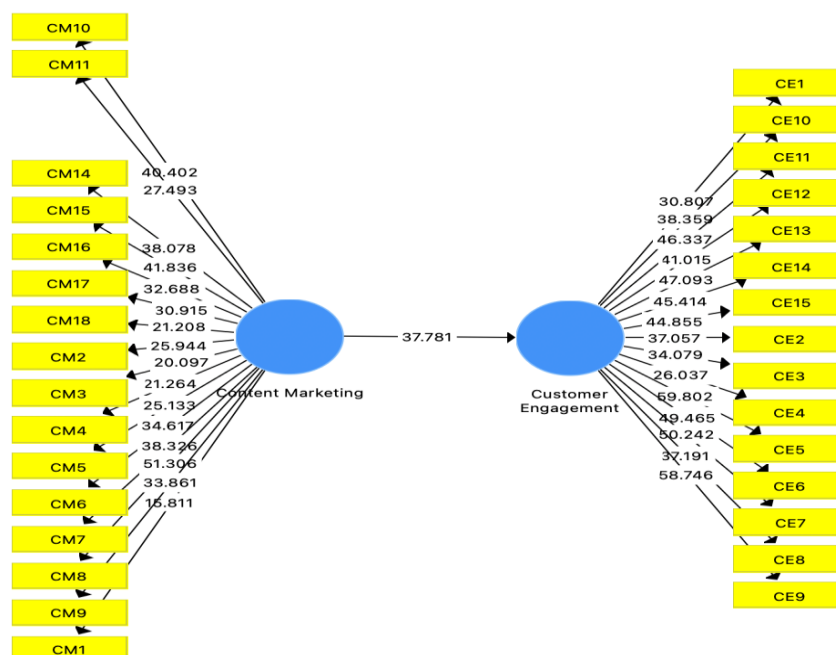 CM10
CM11
CM14
CM15
CM16
CM17
CM18
CM2
CM3
CM4
CM5
CM6
CM7
CM8
CM9
CM1
40.402
27.493
38.078
41.836
32.688
30.915
21.208
25.944
20.097
21.264
25.133
34.617
38.326
51.306
33.861
15.811
Content Marketing
37.781
Customer
Engagement
30.807
38.359
46.337
41.015
47.093
45.414
44.855
37.057
34.079
26.037
59.802
49.465
50.242
37.191
58.746
CE1
CE10
CE11
CE12
CE13
CE14
CE15
CE2
CE3
CE4
CE5
CE6
CE7
CE8
CE9